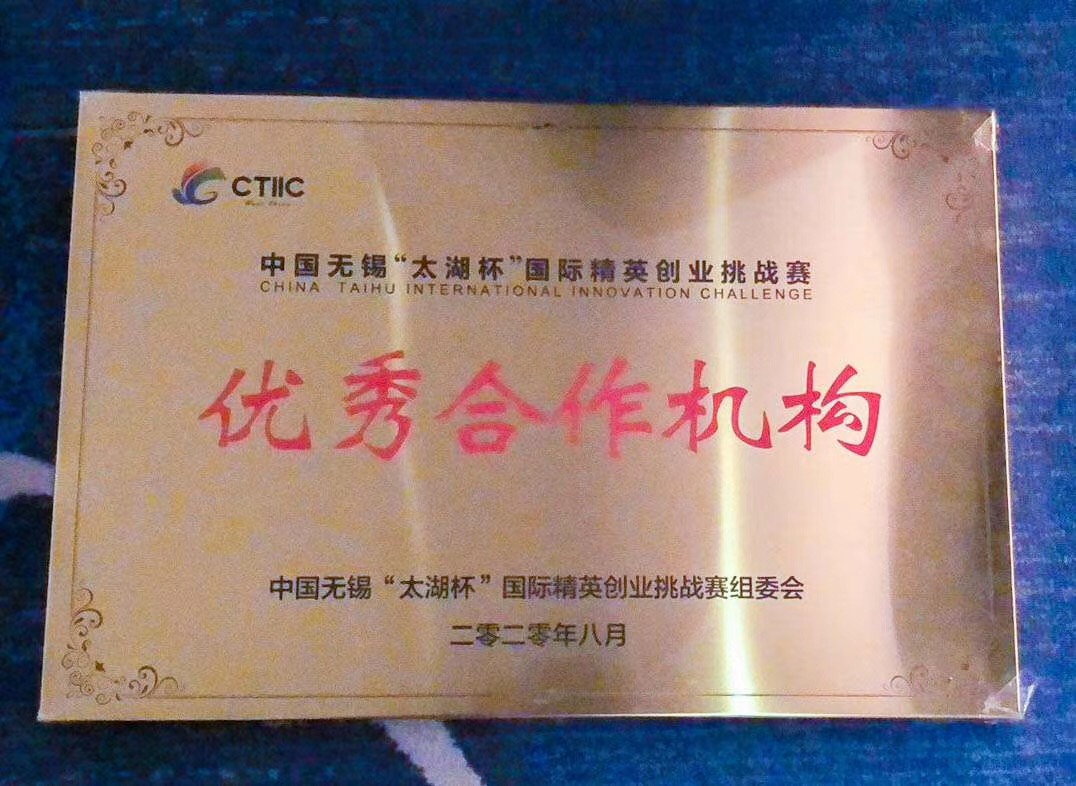 CTIIC
中国无锡“太湖杯”国际精英创业挑战赛
CHINA TAIHU INTERNATIONAL INNOVATION CHALLENGE
优秀合作机构
中国无锡“太湖杯”国际精英创业挑战赛组委会
二零二零年八月